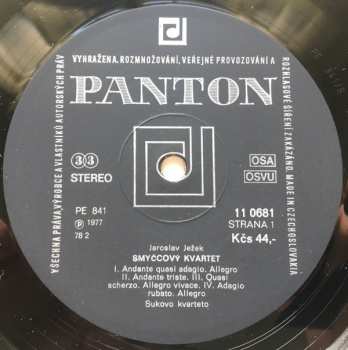 VŠECHNA PRÁVA VÝROBCE A VLASTNÍKŮ AUTORSKÝCH PRÁV VYHRAŽENA. ROZMNOŽOVÁNÍ, VEŘEJNÉ PROVOZOVÁNÍ A ROZHLASOVÉ ŠÍŘENÍ ZAKÁZÁNO. MADE IN CZECHOSLOVAKIA
PANTON
33
STEREO
OSA
OSVU
PE 841
℗ 1977
78 2
11 0681
STRANA 1
Kčs 44,-
Jaroslav Ježek
SMYČCOVÝ KVARTET
I. Andante quasi adagio. Allegro
II. Andante triste. III. Quasi
scherzo. Allegro vivace. IV. Adagio
rubato. Allegro
Sukovo kvarteto